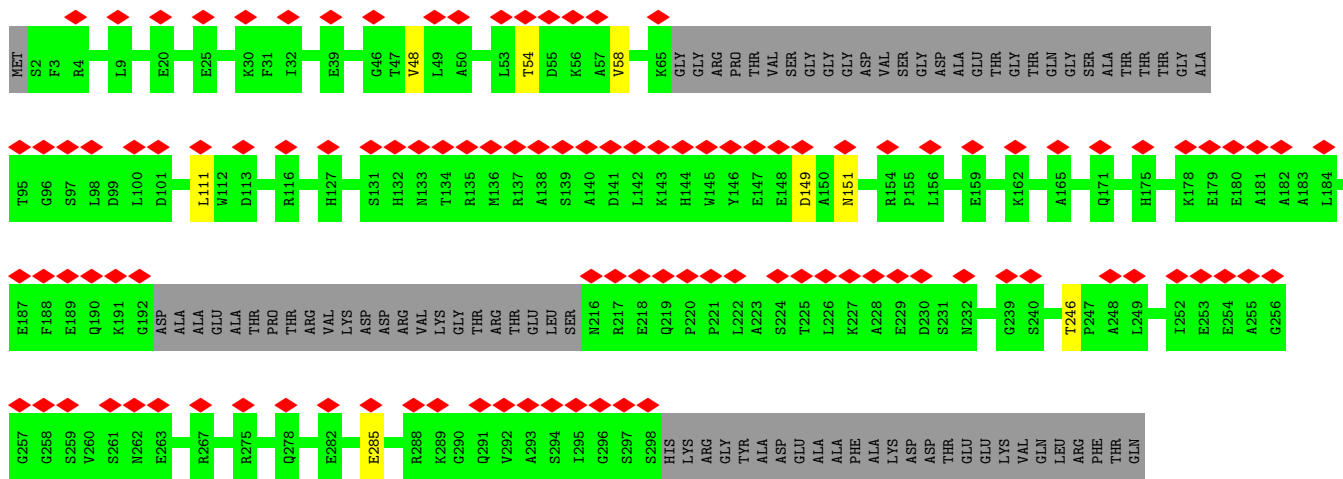 MET S2 F3 R4 L9 E20 E25 K30 F31 I32 E39 G46 T47 V48 L49 A50 L53 T54 D55 K56 A57 V58 K65 GLY GLY ARG PRO THR VAL SER GLY GLY GLY ASP VAL SER GLY ASP ALA GLU THR GLY THR GLN GLY SER ALA THR THR THR GLY ALA
T95 G96 S97 L98 D99 L100 D101 L111 W112 D113 R116 H127 S131 H132 N133 T134 R135 M136 R137 A138 S139 A140 D141 L142 K143 H144 W145 Y146 E147 E148 D149 A150 N151 R154 P155 L156 E159 K162 A165 Q171 H175 K178 E179 E180 A181 A182 A183 L184
E187 F188 E189 Q190 K191 G192 ASP ALA ALA GLU ALA THR PRO THR ARG VAL LYS ASP ASP ARG VAL LYS GLY THR ARG THR GLU LEU SER N216 R217 E218 Q219 P220 P221 L222 A223 S224 T225 L226 K227 A228 E229 D230 S231 N232 G239 S240 T246 P247 A248 L249 I252 E253 E254 A255 G256
G257 G258 S259 V260 S261 N262 E263 R267 R275 Q278 E282 E285 R288 K289 G290 Q291 V292 A293 S294 I295 G296 S297 S298 HIS LYS ARG GLY TYR ALA ASP GLU ALA ALA PHE ALA LYS ASP ASP THR GLU GLU LYS VAL GLN LEU ARG PHE THR GLN